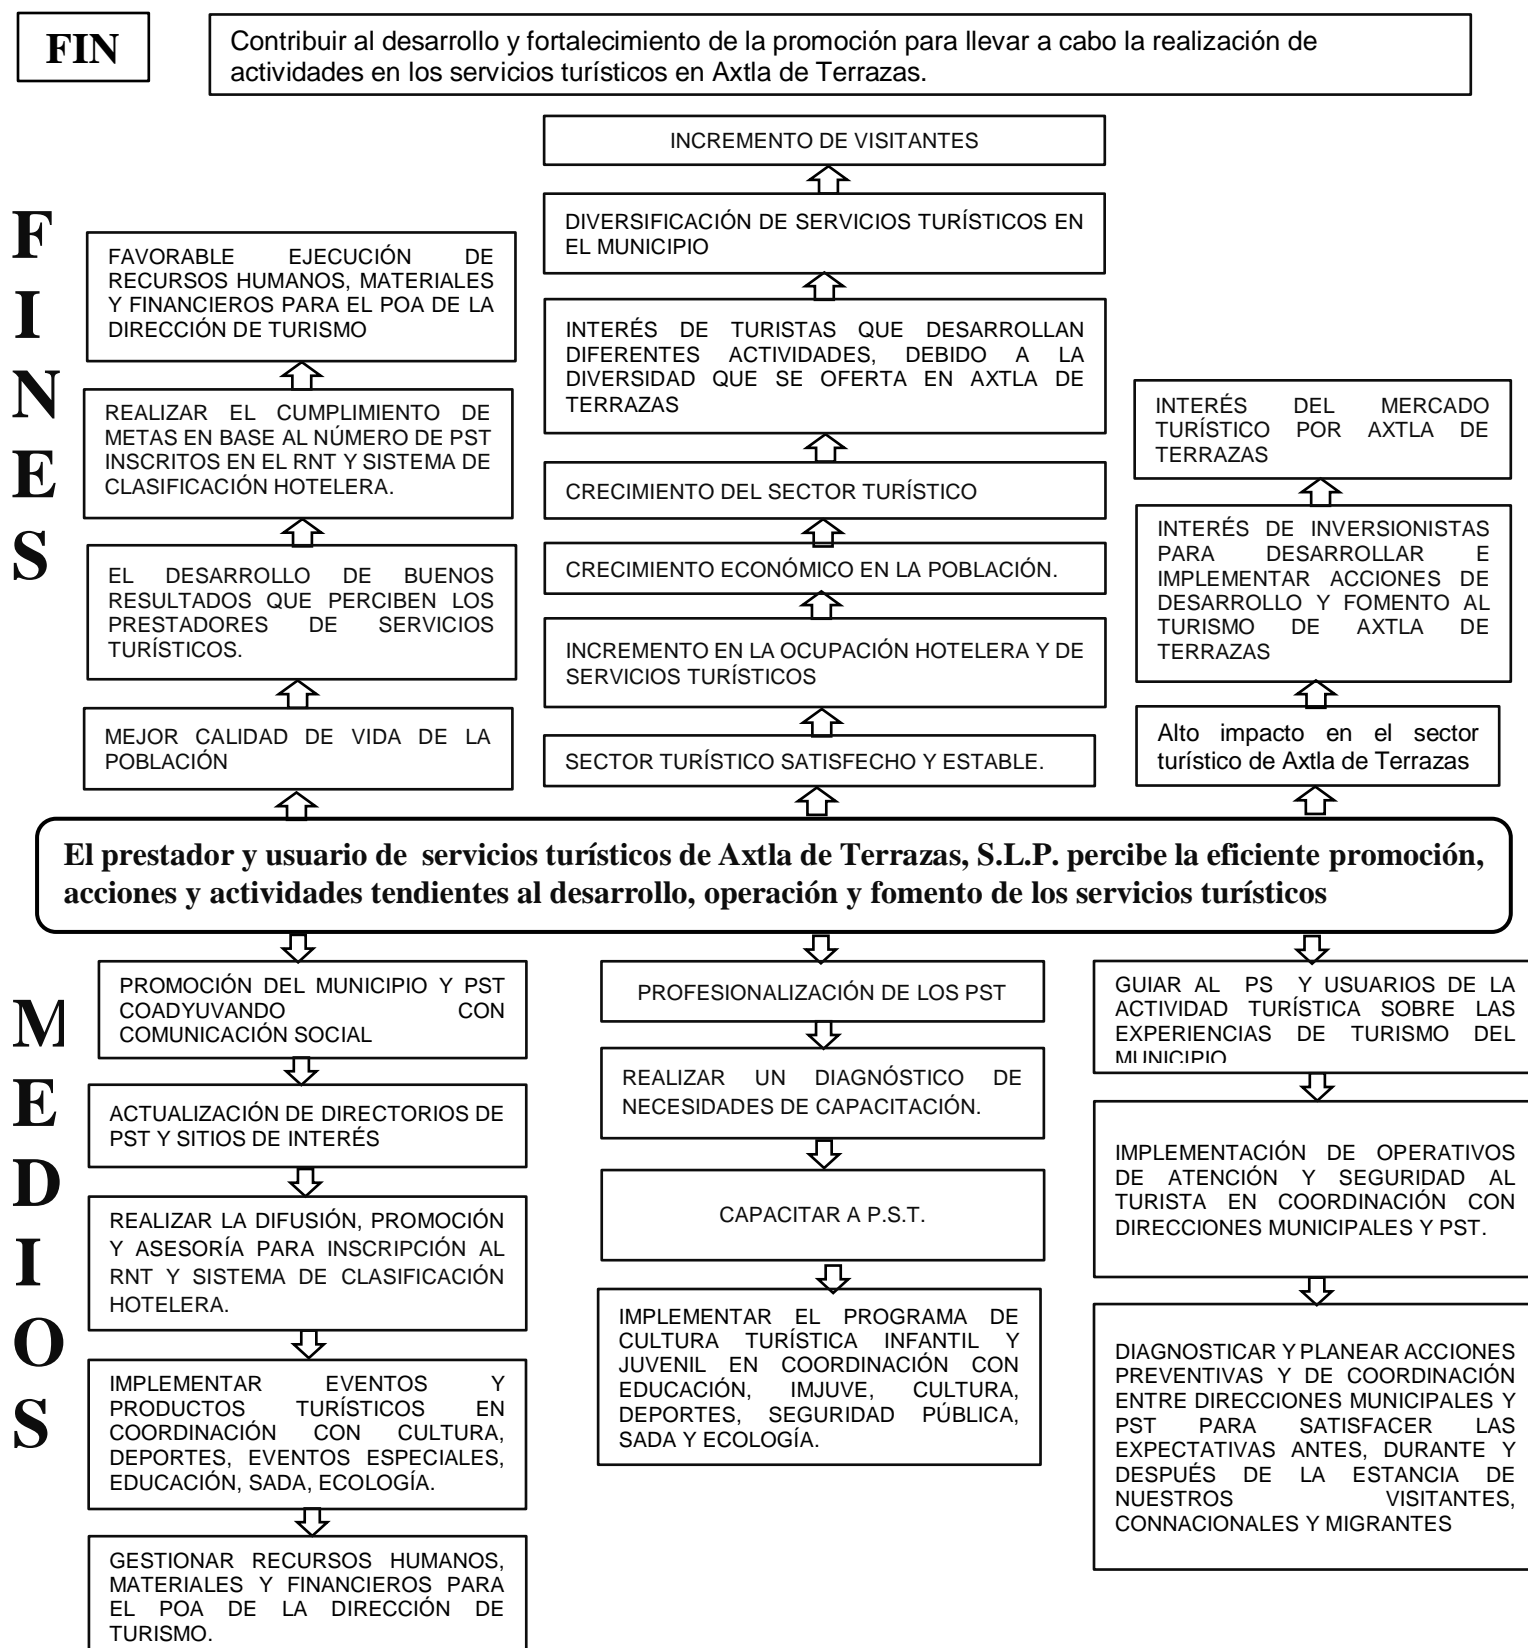 FIN
Contribuir al desarrollo y fortalecimiento de la promoción para llevar a cabo la realización de
actividades en los servicios turísticos en Axtla de Terrazas.
FINES
FAVORABLE EJECUCIÓN DE
RECURSOS HUMANOS, MATERIALES
Y FINANCIEROS PARA EL POA DE LA
DIRECCIÓN DE TURISMO
REALIZAR EL CUMPLIMIENTO DE
METAS EN BASE AL NÚMERO DE PST
INSCRITOS EN EL RNT Y SISTEMA DE
CLASIFICACIÓN HOTELERA.
EL DESARROLLO DE BUENOS
RESULTADOS QUE PERCIBEN LOS
PRESTADORES DE SERVICIOS
TURÍSTICOS.
MEJOR CALIDAD DE VIDA DE LA
POBLACIÓN
INCREMENTO DE VISITANTES
DIVERSIFICACIÓN DE SERVICIOS TURÍSTICOS EN
EL MUNICIPIO
INTERÉS DE TURISTAS QUE DESARROLLAN
DIFERENTES ACTIVIDADES, DEBIDO A LA
DIVERSIDAD QUE SE OFERTA EN AXTLA DE
TERRAZAS
CRECIMIENTO DEL SECTOR TURÍSTICO
CRECIMIENTO ECONÓMICO EN LA POBLACIÓN.
INCREMENTO EN LA OCUPACIÓN HOTELERA Y DE
SERVICIOS TURÍSTICOS
SECTOR TURÍSTICO SATISFECHO Y ESTABLE.
INTERÉS DEL MERCADO
TURÍSTICO POR AXTLA DE
TERRAZAS
INTERÉS DE INVERSIONISTAS
PARA DESARROLLAR E
IMPLEMENTAR ACCIONES DE
DESARROLLO Y FOMENTO AL
TURISMO DE AXTLA DE
TERRAZAS
Alto impacto en el sector
turístico de Axtla de Terrazas
El prestador y usuario de servicios turísticos de Axtla de Terrazas, S.L.P. percibe la eficiente promoción,
acciones y actividades tendientes al desarrollo, operación y fomento de los servicios turísticos
MEDIOS
PROMOCIÓN DEL MUNICIPIO Y PST
COADYUVANDO CON
COMUNICACIÓN SOCIAL
ACTUALIZACIÓN DE DIRECTORIOS DE
PST Y SITIOS DE INTERÉS
REALIZAR LA DIFUSIÓN, PROMOCIÓN
Y ASESORÍA PARA INSCRIPCIÓN AL
RNT Y SISTEMA DE CLASIFICACIÓN
HOTELERA.
IMPLEMENTAR EVENTOS Y
PRODUCTOS TURÍSTICOS EN
COORDINACIÓN CON CULTURA,
DEPORTES, EVENTOS ESPECIALES,
EDUCACIÓN, SADA, ECOLOGÍA.
GESTIONAR RECURSOS HUMANOS,
MATERIALES Y FINANCIEROS PARA
EL POA DE LA DIRECCIÓN DE
TURISMO.
PROFESIONALIZACIÓN DE LOS PST
REALIZAR UN DIAGNÓSTICO DE
NECESIDADES DE CAPACITACIÓN.
CAPACITAR A P.S.T.
IMPLEMENTAR EL PROGRAMA DE
CULTURA TURÍSTICA INFANTIL Y
JUVENIL EN COORDINACIÓN CON
EDUCACIÓN, IMJUVE, CULTURA,
DEPORTES, SEGURIDAD PÚBLICA,
SADA Y ECOLOGÍA.
GUIAR AL PS Y USUARIOS DE LA
ACTIVIDAD TURÍSTICA SOBRE LAS
EXPERIENCIAS DE TURISMO DEL
MUNICIPIO
IMPLEMENTACIÓN DE OPERATIVOS
DE ATENCIÓN Y SEGURIDAD AL
TURISTA EN COORDINACIÓN CON
DIRECCIONES MUNICIPALES Y PST.
DIAGNOSTICAR Y PLANEAR ACCIONES
PREVENTIVAS Y DE COORDINACIÓN
ENTRE DIRECCIONES MUNICIPALES Y
PST PARA SATISFACER LAS
EXPECTATIVAS ANTES, DURANTE Y
DESPUÉS DE LA ESTANCIA DE
NUESTROS VISITANTES,
CONNACIONALES Y MIGRANTES